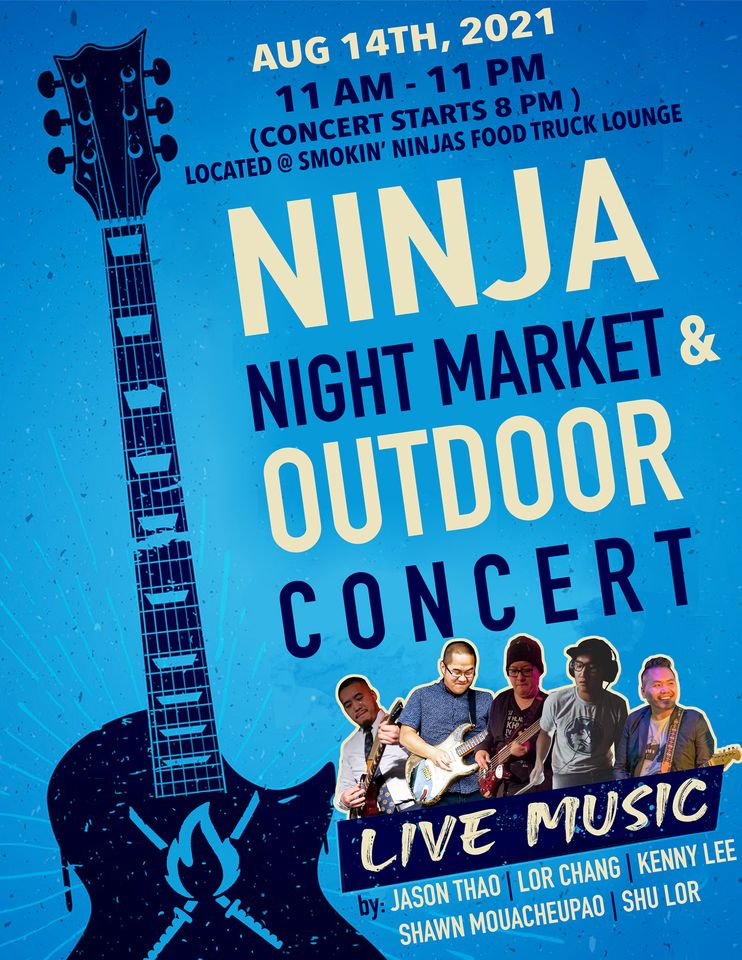 AUG 14TH, 2021
11 AM - 11 PM
(CONCERT STARTS 8 PM )
LOCATED @ SMOKIN' NINJAS FOOD TRUCK LOUNGE
NINJA
NIGHT MARKET &
OUTDOOR
CONCERT
LIVE MUSIC
by: JASON THAO | LOR CHANG | KENNY LEE
SHAWN MOUACHEUPAO | SHU LOR